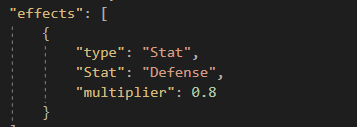 "effects": [
{
"type": "Stat",
"Stat": "Defense",
"multiplier": 0.8
}